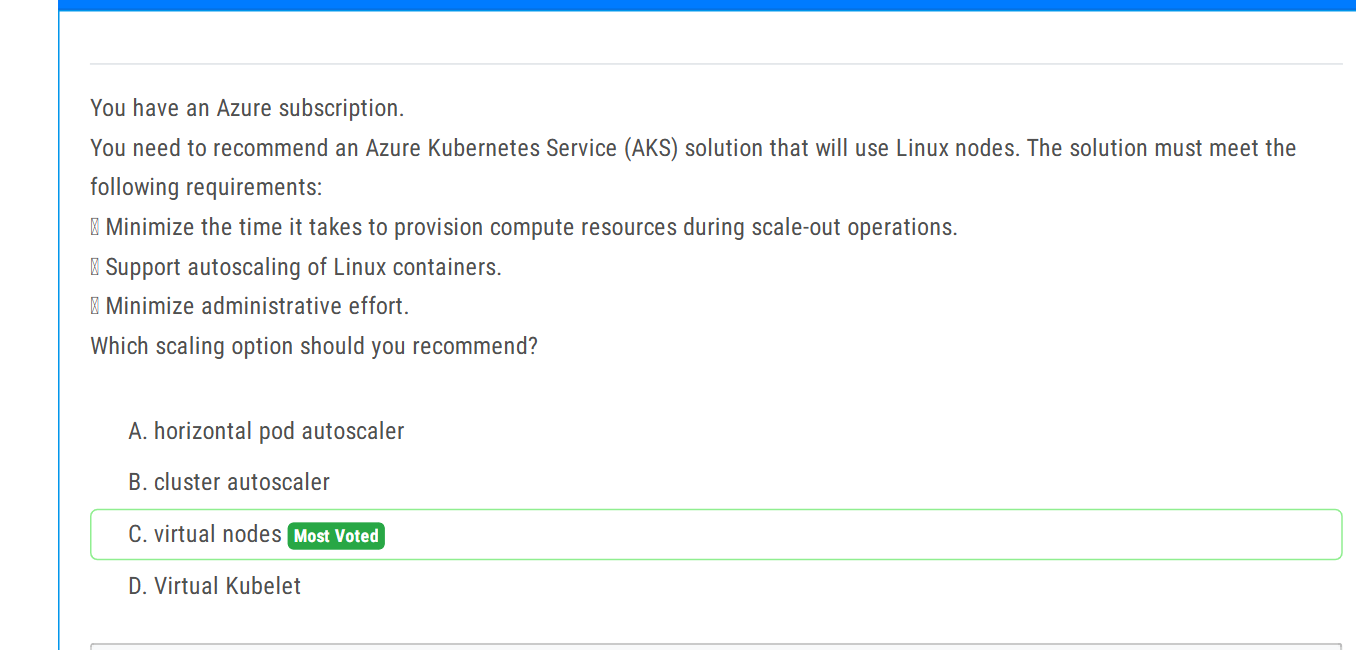 You have an Azure subscription.
You need to recommend an Azure Kubernetes Service (AKS) solution that will use Linux nodes. The solution must meet the
following requirements:
Minimize the time it takes to provision compute resources during scale-out operations.
Support autoscaling of Linux containers.
Minimize administrative effort.
Which scaling option should you recommend?
A. horizontal pod autoscaler
B. cluster autoscaler
C. virtual nodes Most Voted
D. Virtual Kubelet